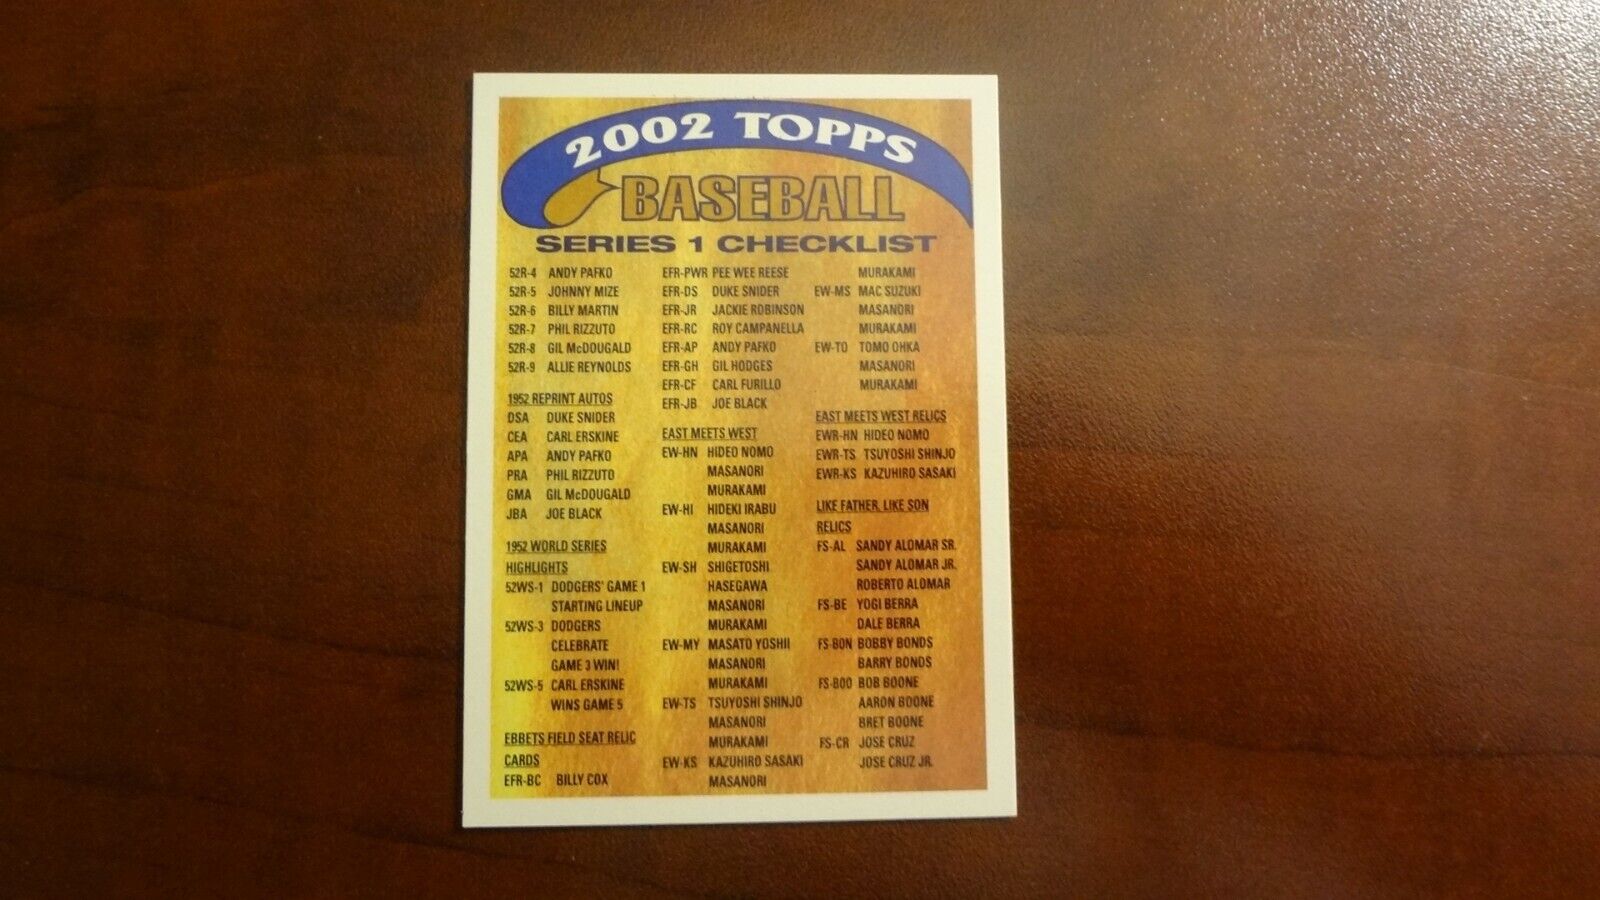 2002 TOPPS
BASEBALL
SERIES 1 CHECKLIST
52R-4 ANDY PAFKO
52R-5 JOHNNY MIZE
52R-6 BILLY MARTIN
52R-7 PHIL RIZZUTO
52R-8 GIL McDOUGALD
52R-9 ALLIE REYNOLDS
1952 REPRINT AUTOS
DSA DUKE SNIDER
CEA CARL ERSKINE
APA ANDY PAFKO
PRA PHIL RIZZUTO
GMA GIL McDOUGALD
JBA JOE BLACK
1952 WORLD SERIES
HIGHLIGHTS
52WS-1 DODGERS' GAME 1
STARTING LINEUP
52WS-3 DODGERS
CELEBRATE
GAME 3 WIN!
52WS-5 CARL ERSKINE
WINS GAME 5
EBBETS FIELD SEAT RELIC
CARDS
EFR-BC BILLY COX
EFR-PWR PEE WEE REESE
EFR-DS DUKE SNIDER
EFR-JR JACKIE ROBINSON
EFR-RC ROY CAMPANELLA
EFR-AP ANDY PAFKO
EFR-GH GIL HODGES
EFR-CF CARL FURILLO
EFR-JB JOE BLACK
EAST MEETS WEST
EW-HN HIDEO NOMO
MASANORI
MURAKAMI
EW-HI HIDEKI IRABU
MASANORI
MURAKAMI
EW-SH SHIGETOSHI
HASEGAWA
MASANORI
MURAKAMI
EW-MY MASATO YOSHII
MASANORI
MURAKAMI
EW-TS TSUYOSHI SHINJO
MASANORI
MURAKAMI
EW-KS KAZUHIRO SASAKI
MASANORI
MURAKAMI
EW-MS MAC SUZUKI
MASANORI
MURAKAMI
EW-TO TOMO OHKA
MASANORI
MURAKAMI
EAST MEETS WEST RELICS
EWR-HN HIDEO NOMO
EWR-TS TSUYOSHI SHINJO
EWR-KS KAZUHIRO SASAKI
LIKE FATHER, LIKE SON
RELICS
FS-AL SANDY ALOMAR SR.
SANDY ALOMAR JR.
ROBERTO ALOMAR
FS-BE YOGI BERRA
DALE BERRA
FS-BON BOBBY BONDS
BARRY BONDS
FS-BOO BOB BOONE
AARON BOONE
BRET BOONE
FS-CR JOSE CRUZ
JOSE CRUZ JR.